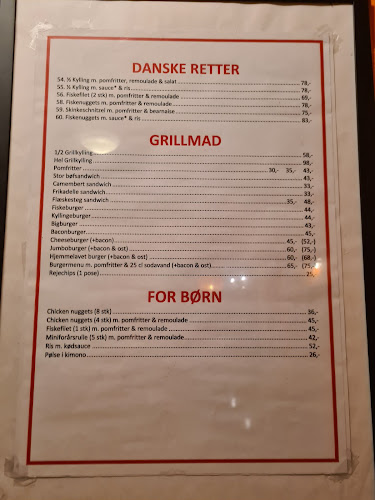 DANSKE RETTER
54. ½ Kylling m. pomfritter, remoulade & salat 78,-
55. ½ Kylling m. sauce* & ris 78,-
56. Fiskefilet (2 stk) m. pomfritter & remoulade 69,-
58. Fiskenuggets m. pomfritter & remoulade 78,-
59. Skinkeschnitzel m. pomfritter & bearnaise 75,-
60. Fiskenuggets m. sauce* & ris 83,-
GRILLMAD
1/2 Grillkylling 58,-
Hel Grillkylling 98,-
Pomfritter 30,- 35,- 43,-
Stor bøfsandwich 43,-
Camembert sandwich 33,-
Frikadelle sandwich 33,-
Flæskesteg sandwich 35,- 48,-
Fiskeburger 44,-
Kyllingeburger 44,-
Bigburger 43,-
Baconburger 45,-
Cheeseburger (+bacon) 45,- (52,-)
Jumboburger (+bacon & ost) 60,- (75,-)
Hjemmelavet burger (+bacon & ost) 60,- (68,-)
Burgermenu m. pomfritter & 25 cl sodavand (+bacon & ost) 65,- (75,-)
Rejechips (1 pose) 25,-
FOR BØRN
Chicken nuggets (8 stk) 36,-
Chicken nuggets (4 stk) m. pomfritter & remoulade 45,-
Fiskefilet (1 stk) m. pomfritter & remoulade 45,-
Miniforårsrulle (5 stk) m. pomfritter & remoulade 42,-
Ris m. kødsauce 52,-
Pølse i kimono 26,-